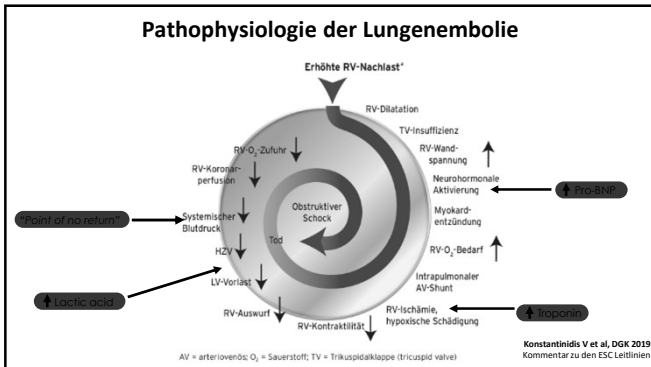 Pathophysiologie der Lungenembolie
Erhöhte RV-Nachlast*
RV-Dilatation
TV-Insuffizienz
RV-Wand-
spannung
Neurohormonale
Aktivierung
Pro-BNP
Myokard-
entzündung
RV-O₂-Bedarf
Intrapulmonaler
AV-Shunt
RV-Ischämie,
hypoxische Schädigung
Troponin
RV-Kontraktilität
RV-Auswurf
LV-Vorlast
Lactic acid
HZV
Systemischer
Blutdruck
"Point of no return"
RV-Koronar-
perfusion
RV-O₂-Zufuhr
Obstruktiver
Schock
Tod
AV = arteriovenös; O₂ = Sauerstoff; TV = Trikuspidalklappe (tricuspid valve)
Konstantinidis V et al, DGK 2019
Kommentar zu den ESC Leitlinien